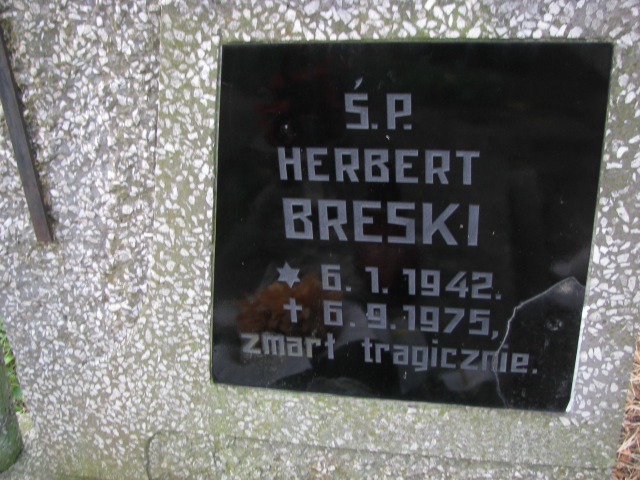 Ś.P.
HERBERT
BRESKI
* 6.1.1942.
✝ 6.9.1975,
zmarł tragicznie.